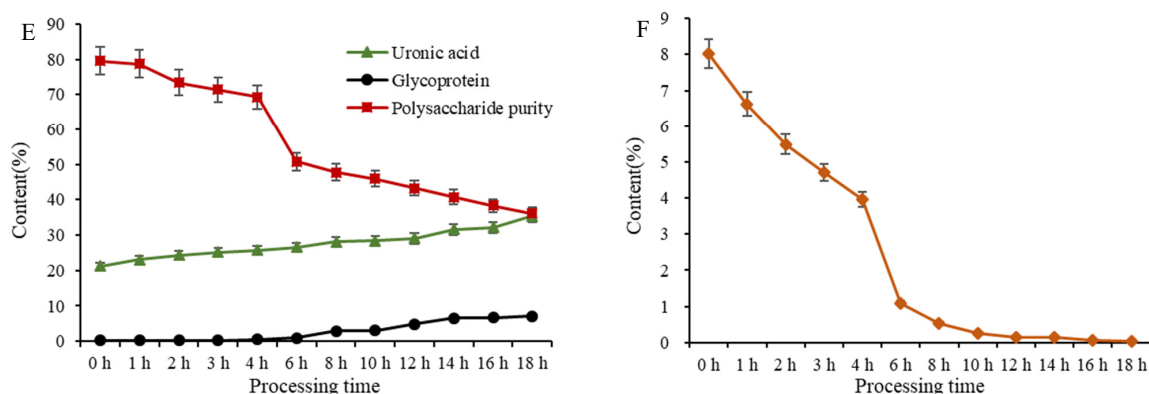 E
Content(%)
90
80
70
60
50
40
30
20
10
0
Uronic acid
Glycoprotein
Polysaccharide purity
0 h 1 h 2 h 3 h 4 h 6 h 8 h 10 h 12 h 14 h 16 h 18 h
Processing time
F
Content(%)
9
8
7
6
5
4
3
2
1
0
0 h 1 h 2 h 3 h 4 h 6 h 8 h 10 h 12 h 14 h 16 h 18 h
Processing time